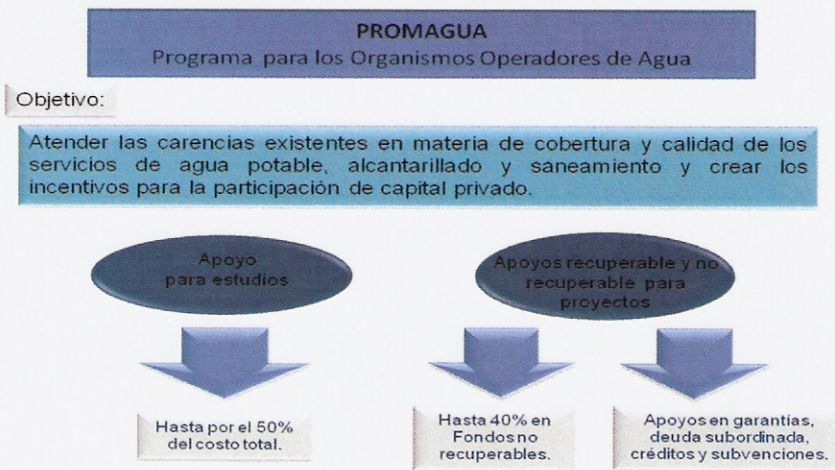 PROMAGUA
Programa para los Organismos Operadores de Agua
Objetivo:
Atender las carencias existentes en materia de cobertura y calidad de los
servicios de agua potable, alcantarillado y saneamiento y crear los
incentivos para la participación de capital privado.
Apoyo
para estudios
Apoyos recuperable y no
recuperable para
proyectos
Hasta por el 50%
del costo total.
Hasta 40% en
Fondos no
recuperables.
Apoyos en garantías,
deuda subordinada,
créditos y subvenciones.